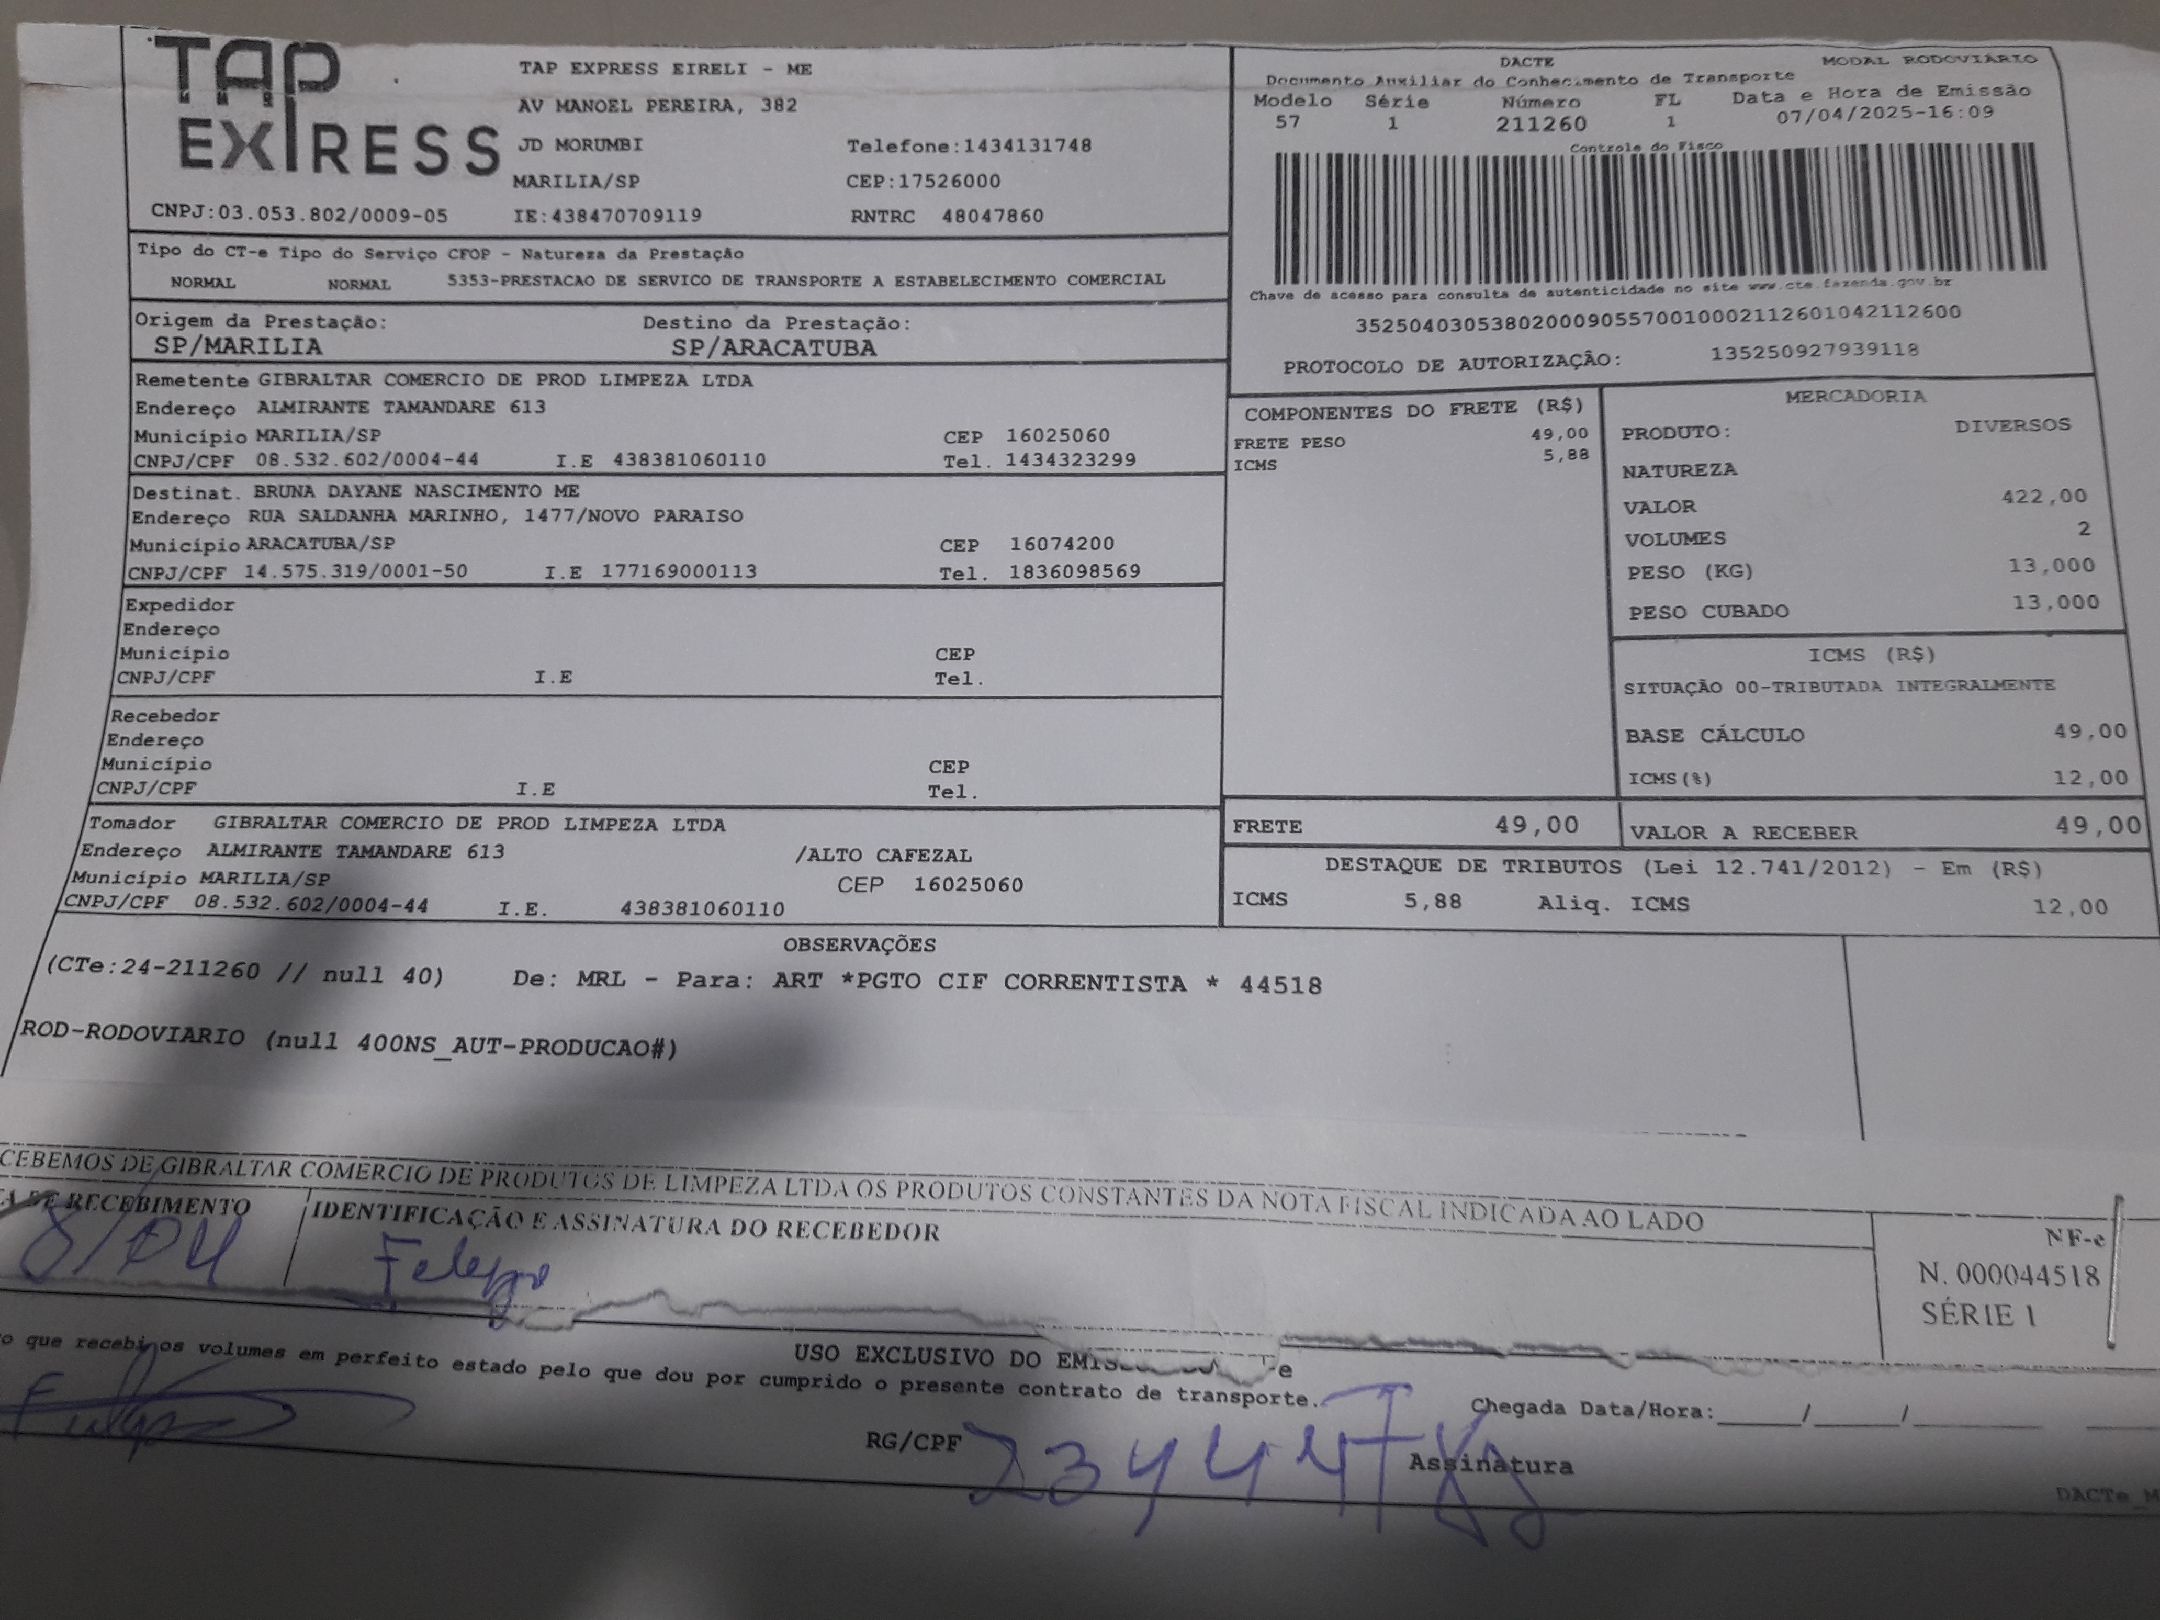 TAP EXPRESS
TAP EXPRESS EIRELI - ME
AV MANOEL PEREIRA, 382
JD MORUMBI Telefone:1434131748
MARILIA/SP CEP:17526000
CNPJ:03.053.802/0009-05 IE:438470709119 RNTRC 48047860
DACTE MODAL RODOVIÁRIO
Documento Auxiliar do Conhecimento de Transporte
Modelo Série Número FL Data e Hora de Emissão
57 1 211260 1 07/04/2025-16:09
Controle do Fisco
Chave de acesso para consulta de autenticidade no site www.cte.fazenda.gov.br
35250403053802000905570010002112601042112600
PROTOCOLO DE AUTORIZAÇÃO: 135250927939118
Tipo do CT-e Tipo do Serviço CFOP - Natureza da Prestação
NORMAL NORMAL 5353-PRESTACAO DE SERVICO DE TRANSPORTE A ESTABELECIMENTO COMERCIAL
Origem da Prestação: Destino da Prestação:
SP/MARILIA SP/ARACATUBA
Remetente GIBRALTAR COMERCIO DE PROD LIMPEZA LTDA
Endereço ALMIRANTE TAMANDARE 613
Município MARILIA/SP CEP 16025060
CNPJ/CPF 08.532.602/0004-44 I.E 438381060110 Tel. 1434323299
Destinat. BRUNA DAYANE NASCIMENTO ME
Endereço RUA SALDANHA MARINHO, 1477/NOVO PARAISO
Município ARACATUBA/SP CEP 16074200
CNPJ/CPF 14.575.319/0001-50 I.E 177169000113 Tel. 1836098569
Expedidor
Endereço
Município CEP
CNPJ/CPF I.E Tel.
Recebedor
Endereço
Município CEP
CNPJ/CPF I.E Tel.
Tomador GIBRALTAR COMERCIO DE PROD LIMPEZA LTDA
Endereço ALMIRANTE TAMANDARE 613 /ALTO CAFEZAL
Município MARILIA/SP CEP 16025060
CNPJ/CPF 08.532.602/0004-44 I.E. 438381060110
COMPONENTES DO FRETE (R$)
FRETE PESO 49,00
ICMS 5,88
MERCADORIA
PRODUTO: DIVERSOS
NATUREZA
VALOR 422,00
VOLUMES 2
PESO (KG) 13,000
PESO CUBADO 13,000
ICMS (R$)
SITUAÇÃO 00-TRIBUTADA INTEGRALMENTE
BASE CÁLCULO 49,00
ICMS(%) 12,00
FRETE 49,00 VALOR A RECEBER 49,00
DESTAQUE DE TRIBUTOS (Lei 12.741/2012) - Em (R$)
ICMS 5,88 Aliq. ICMS 12,00
OBSERVAÇÕES
(CTe:24-211260 // null 40) De: MRL - Para: ART *PGTO CIF CORRENTISTA * 44518
ROD-RODOVIARIO (null 400NS_AUT-PRODUCAO#)
CEBEMOS DE GIBRALTAR COMERCIO DE PRODUTOS DE LIMPEZA LTDA OS PRODUTOS CONSTANTES DA NOTA FISCAL INDICADA AO LADO
A DE RECEBIMENTO IDENTIFICAÇÃO E ASSINATURA DO RECEBEDOR
8/04
NF-e
N. 000044518
SÉRIE 1
USO EXCLUSIVO DO
o que recebi os volumes em perfeito estado pelo que dou por cumprido o presente contrato de transporte.
Chegada Data/Hora:_____/_____/_______
RG/CPF
Assinatura